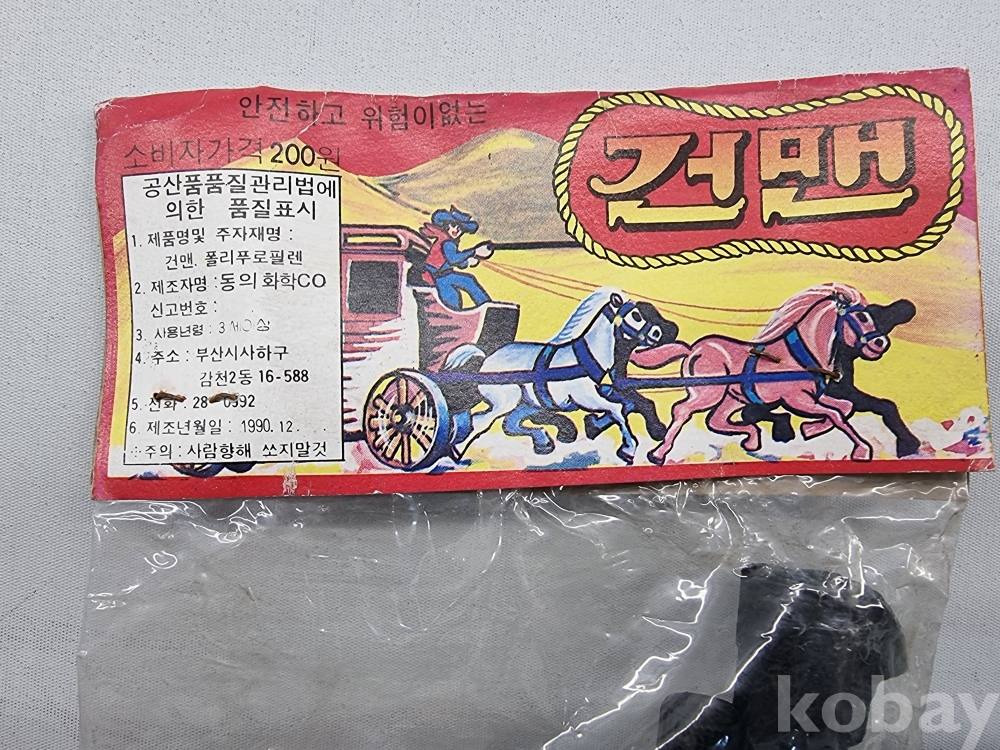 안전하고 위험이없는
소비자가격 200원
건맨
공산품품질관리법에
의한 품질표시
1. 제품명및 주자재명 :
건맨. 폴리푸로필렌
2. 제조자명 : 동의화학CO
신고번호 :
3. 사용년령 : 3세이상
4. 주소 : 부산시사하구
감천2동 16-588
5. 전화 : 28-0392
6. 제조년월일 : 1990.12.
주의 : 사람향해 쏘지말것
kobay